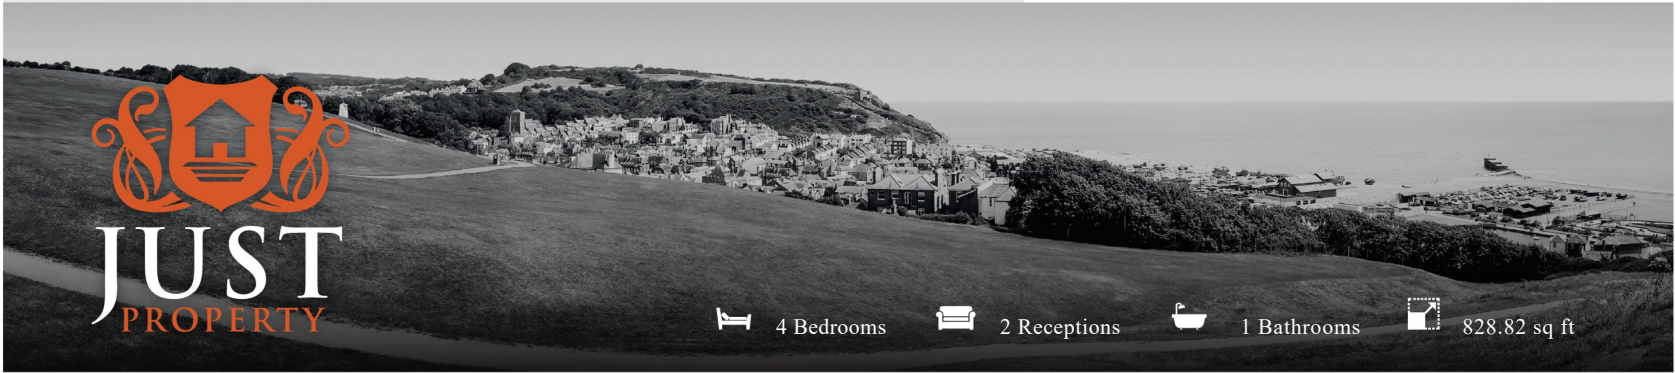 JUST
PROPERTY
4 Bedrooms
2 Receptions
1 Bathrooms
828.82 sq ft